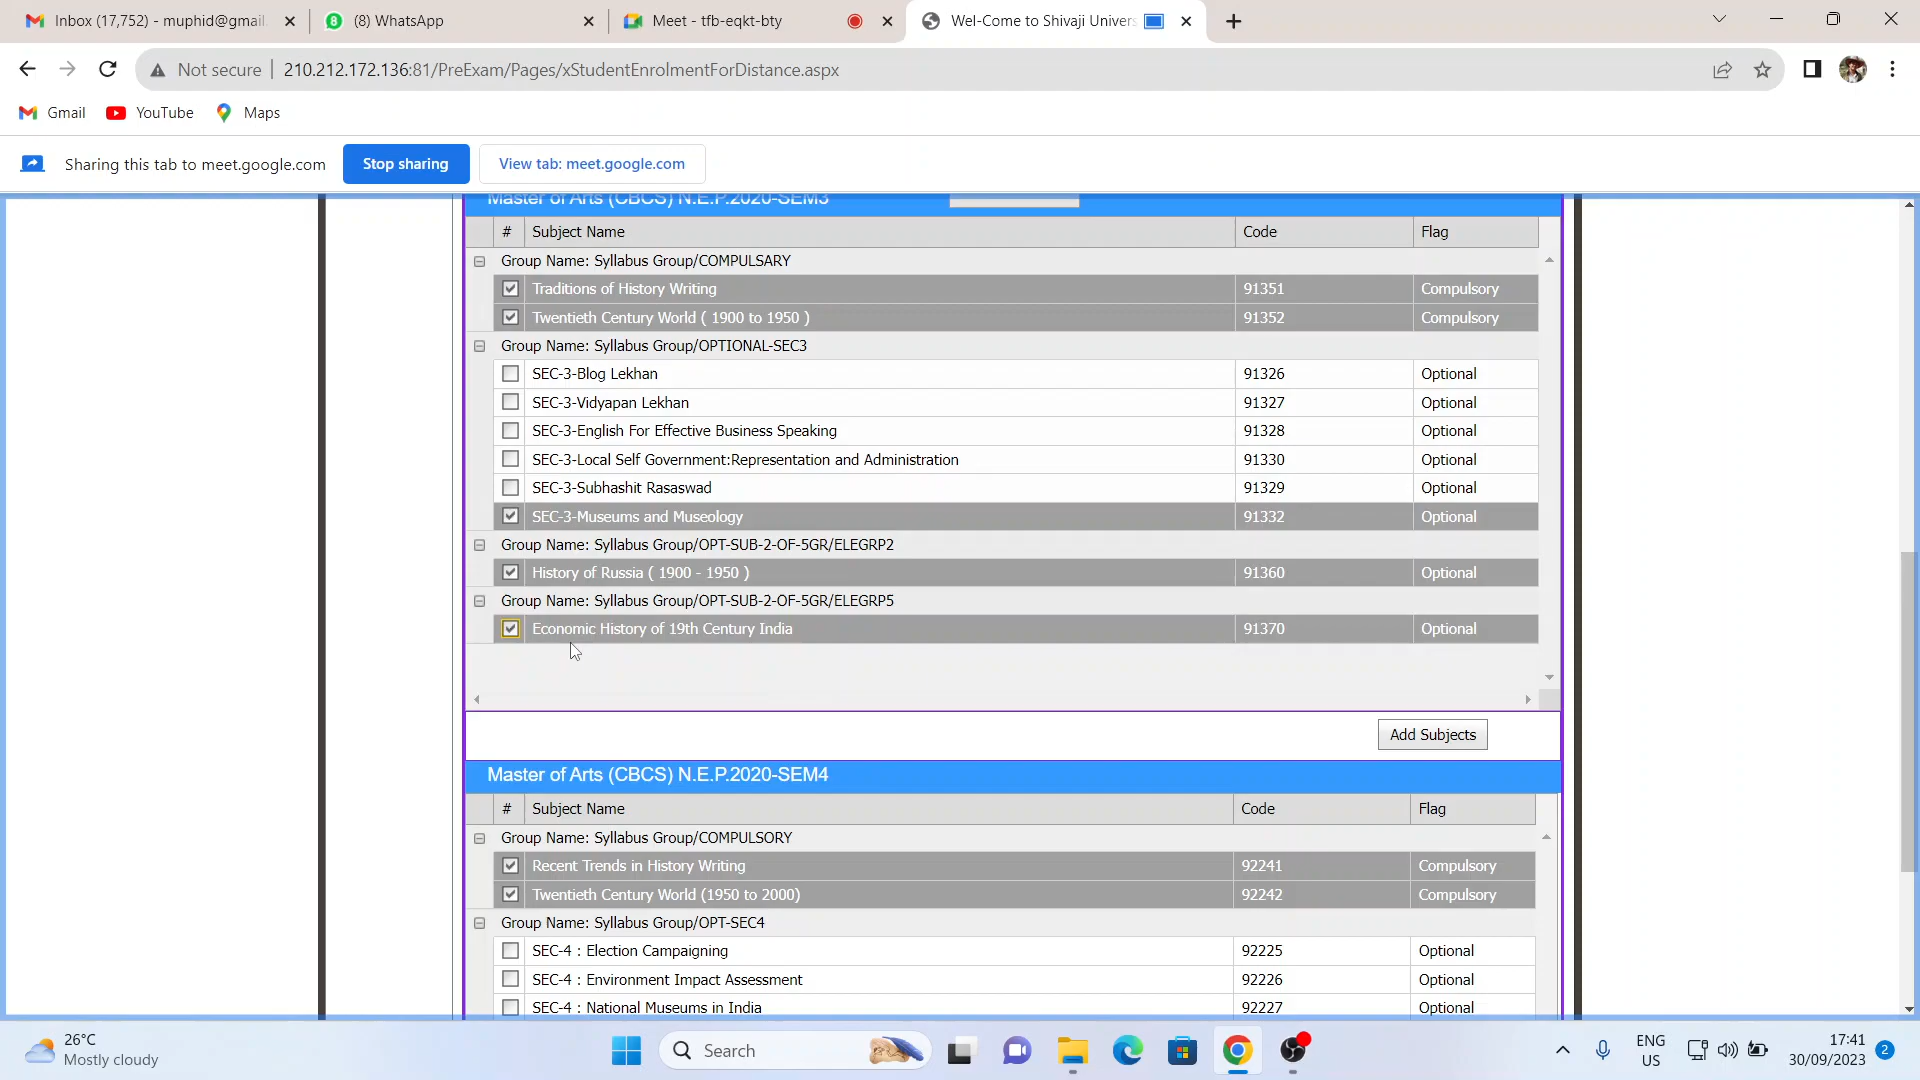 Inbox (17,752) - muphid@gmail.
(8) WhatsApp
Meet - tfb-eqkt-bty
Wel-Come to Shivaji Univers
Not secure
210.212.172.136:81/PreExam/Pages/xStudentEnrolmentForDistance.aspx
Gmail
YouTube
Maps
Sharing this tab to meet.google.com
Stop sharing
View tab: meet.google.com
Master of Arts (CBCS) N.E.P.2020-SEM3
# Subject Name Code Flag
Group Name: Syllabus Group/COMPULSARY
Traditions of History Writing 91351 Compulsory
Twentieth Century World ( 1900 to 1950 ) 91352 Compulsory
Group Name: Syllabus Group/OPTIONAL-SEC3
SEC-3-Blog Lekhan 91326 Optional
SEC-3-Vidyapan Lekhan 91327 Optional
SEC-3-English For Effective Business Speaking 91328 Optional
SEC-3-Local Self Government:Representation and Administration 91330 Optional
SEC-3-Subhashit Rasaswad 91329 Optional
SEC-3-Museums and Museology 91332 Optional
Group Name: Syllabus Group/OPT-SUB-2-OF-5GR/ELEGRP2
History of Russia ( 1900 - 1950 ) 91360 Optional
Group Name: Syllabus Group/OPT-SUB-2-OF-5GR/ELEGRP5
Economic History of 19th Century India 91370 Optional
Add Subjects
Master of Arts (CBCS) N.E.P.2020-SEM4
# Subject Name Code Flag
Group Name: Syllabus Group/COMPULSORY
Recent Trends in History Writing 92241 Compulsory
Twentieth Century World (1950 to 2000) 92242 Compulsory
Group Name: Syllabus Group/OPT-SEC4
SEC-4 : Election Campaigning 92225 Optional
SEC-4 : Environment Impact Assessment 92226 Optional
SEC-4 : National Museums in India 92227 Optional
26°C
Mostly cloudy
Search
ENG
US
17:41
30/09/2023
2